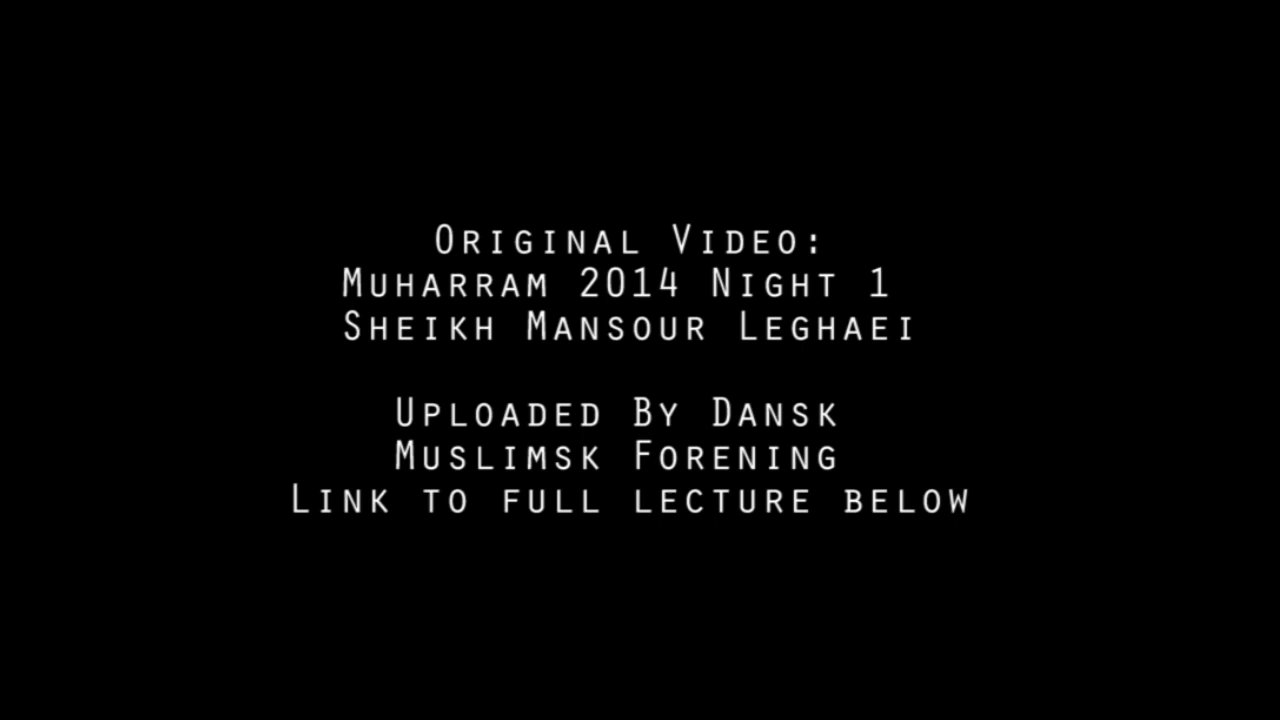 Original Video:
Muharram 2014 Night 1
Sheikh Mansour Leghaei
Uploaded By Dansk
Muslimsk Forening
Link to full lecture below